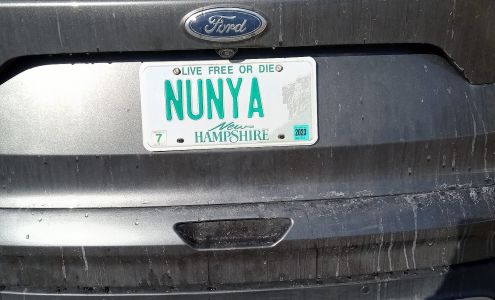 Ford
LIVE FREE OR DIE
NUNYA
7 New 2023
HAMPSHIRE